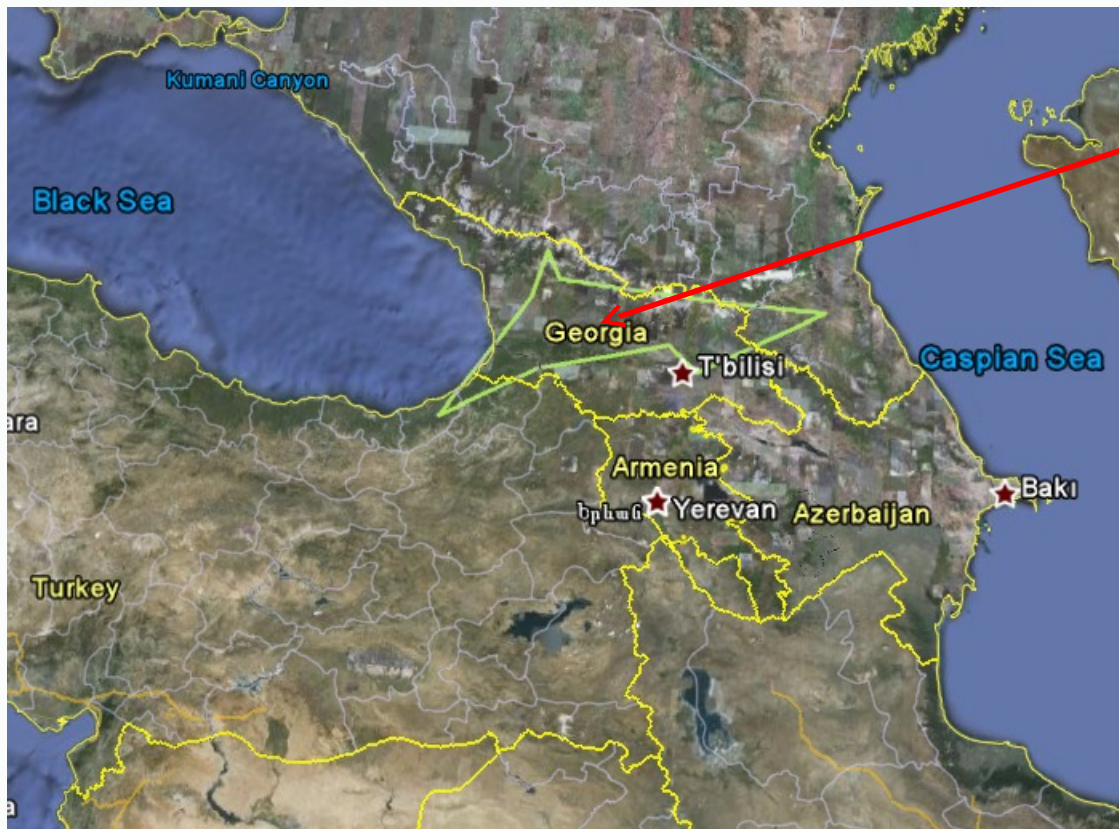 Kumani Canyon
Black Sea
Georgia
T'bilisi
Caspian Sea
ara
Armenia
Bakı
Yerevan
Azerbaijan
Turkey
a